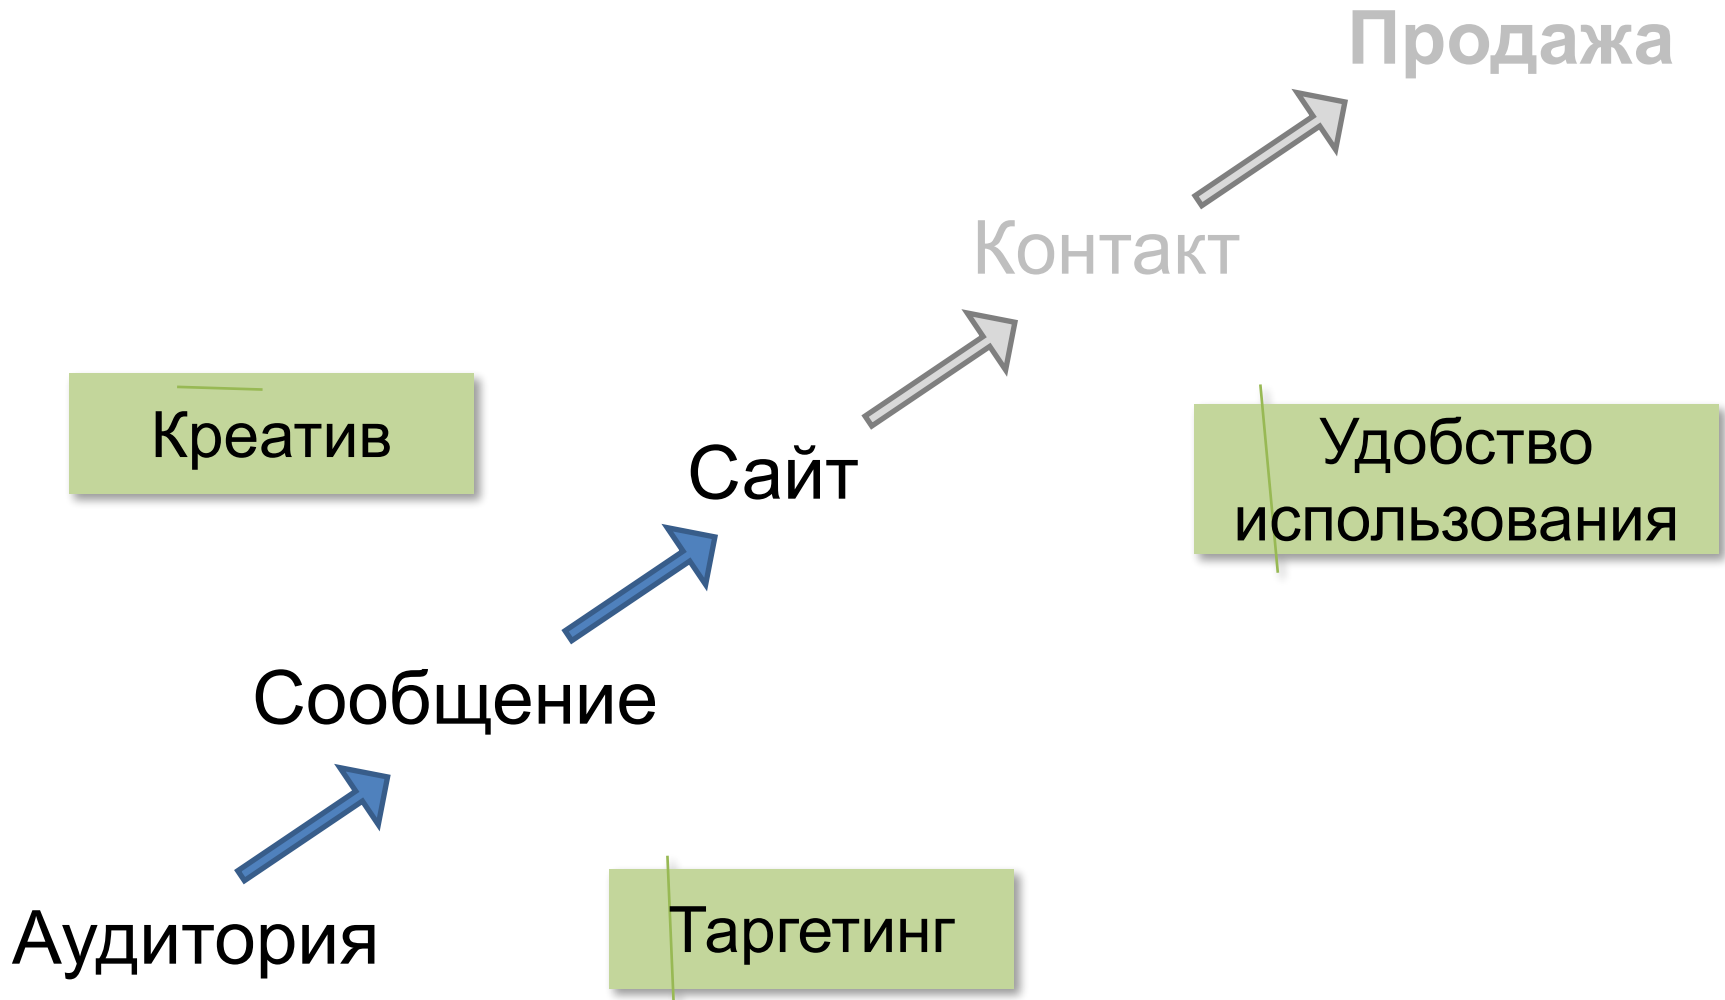 Продажа
Контакт
Креатив
Удобство
использования
Сайт
Сообщение
Таргетинг
Аудитория